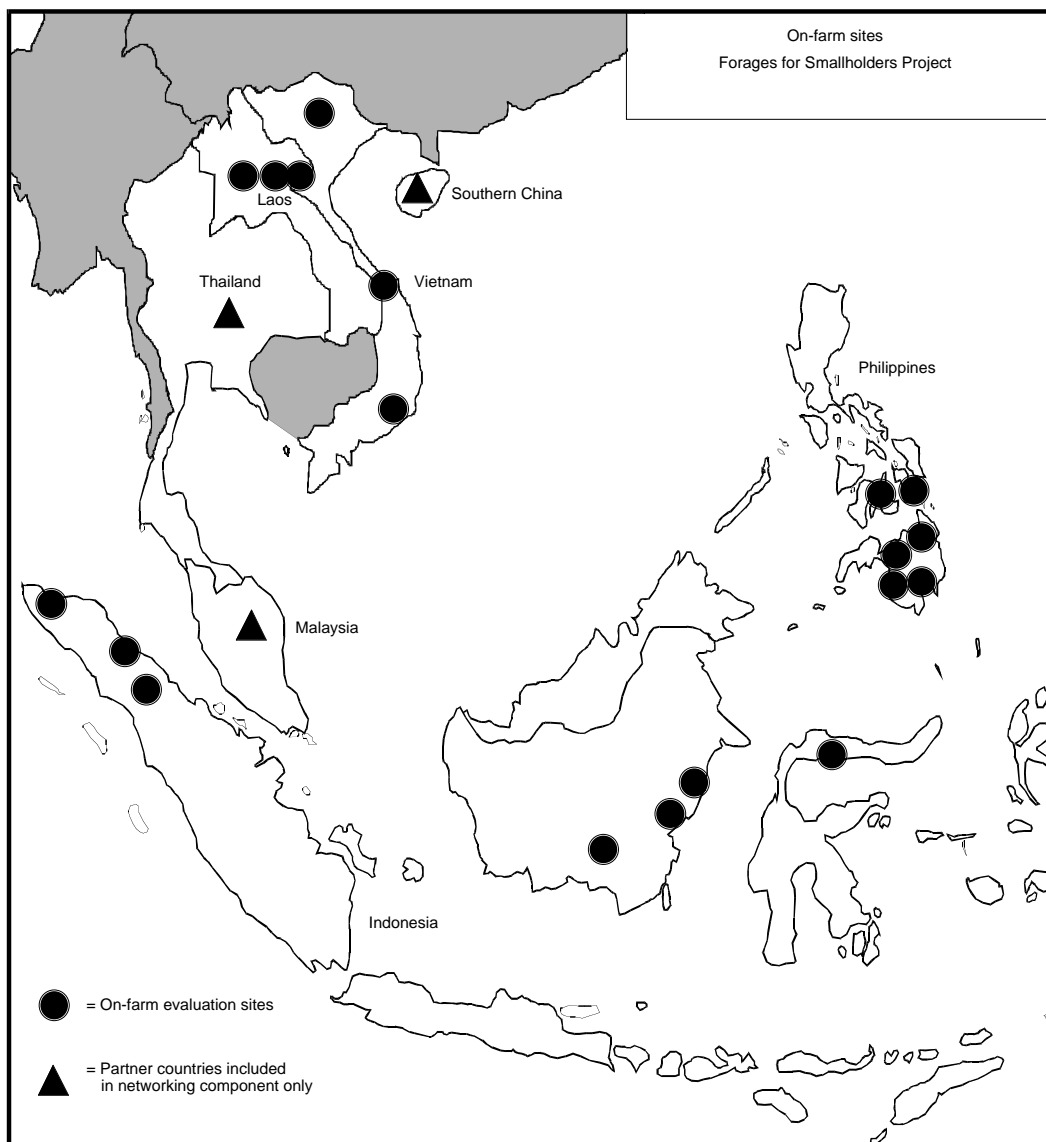 On-farm sites
Forages for Smallholders Project
Laos
Southern China
Thailand
Vietnam
Philippines
Malaysia
Indonesia
= On-farm evaluation sites
= Partner countries included
in networking component only